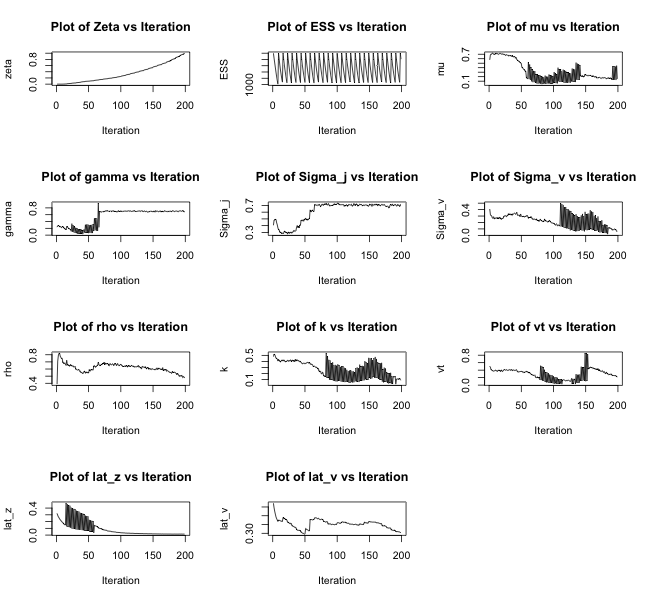 Plot of Zeta vs Iteration
zeta
0.0 0.8
0 50 100 150 200
Iteration
Plot of ESS vs Iteration
ESS
1000
0 50 100 150 200
Iteration
Plot of mu vs Iteration
mu
0.1 0.7
0 50 100 150 200
Iteration
Plot of gamma vs Iteration
gamma
0.0 0.8
0 50 100 150 200
Iteration
Plot of Sigma_j vs Iteration
Sigma_j
0.3 0.7
0 50 100 150 200
Iteration
Plot of Sigma_v vs Iteration
Sigma_v
0.0 0.4
0 50 100 150 200
Iteration
Plot of rho vs Iteration
rho
0.4 0.8
0 50 100 150 200
Iteration
Plot of k vs Iteration
k
0.1 0.5
0 50 100 150 200
Iteration
Plot of vt vs Iteration
vt
0.0 0.8
0 50 100 150 200
Iteration
Plot of lat_z vs Iteration
lat_z
0.0 0.4
0 50 100 150 200
Iteration
Plot of lat_v vs Iteration
lat_v
0.30
0 50 100 150 200
Iteration